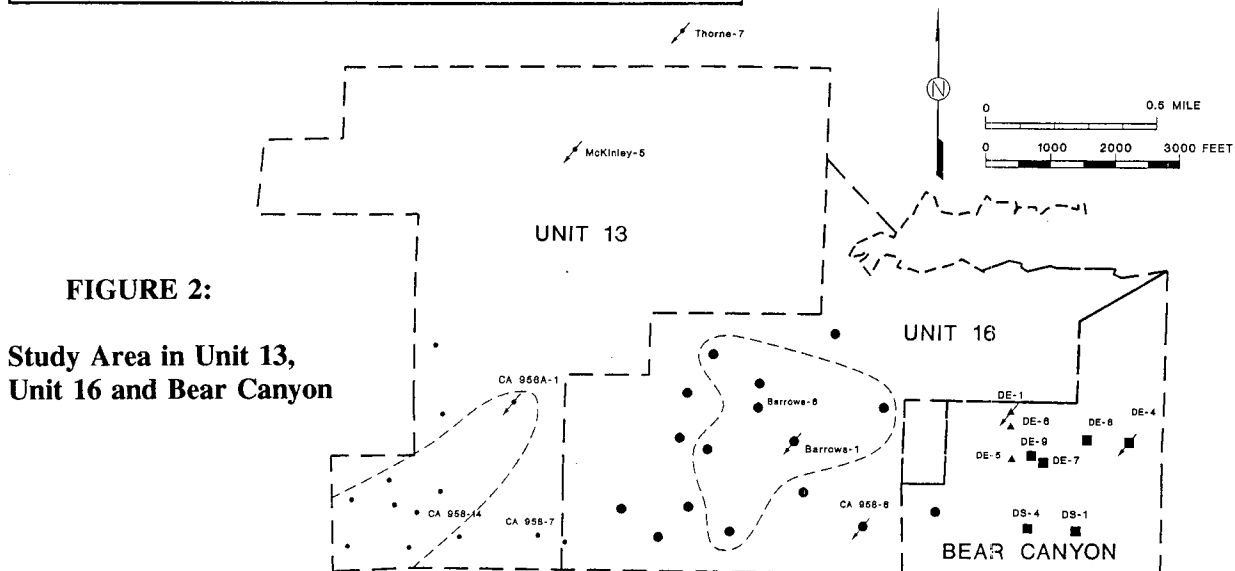 Thorne-7
N
0 0.5 MILE
0 1000 2000 3000 FEET
McKinley-5
UNIT 13
FIGURE 2:
Study Area in Unit 13,
Unit 16 and Bear Canyon
UNIT 16
CA 956A-1
Barrows-6
Barrows-1
DE-1
DE-6
DE-8
DE-4
DE-9
DE-5
DE-7
CA 958-14
CA 958-7
CA 958-6
DS-4
DS-1
BEAR CANYON